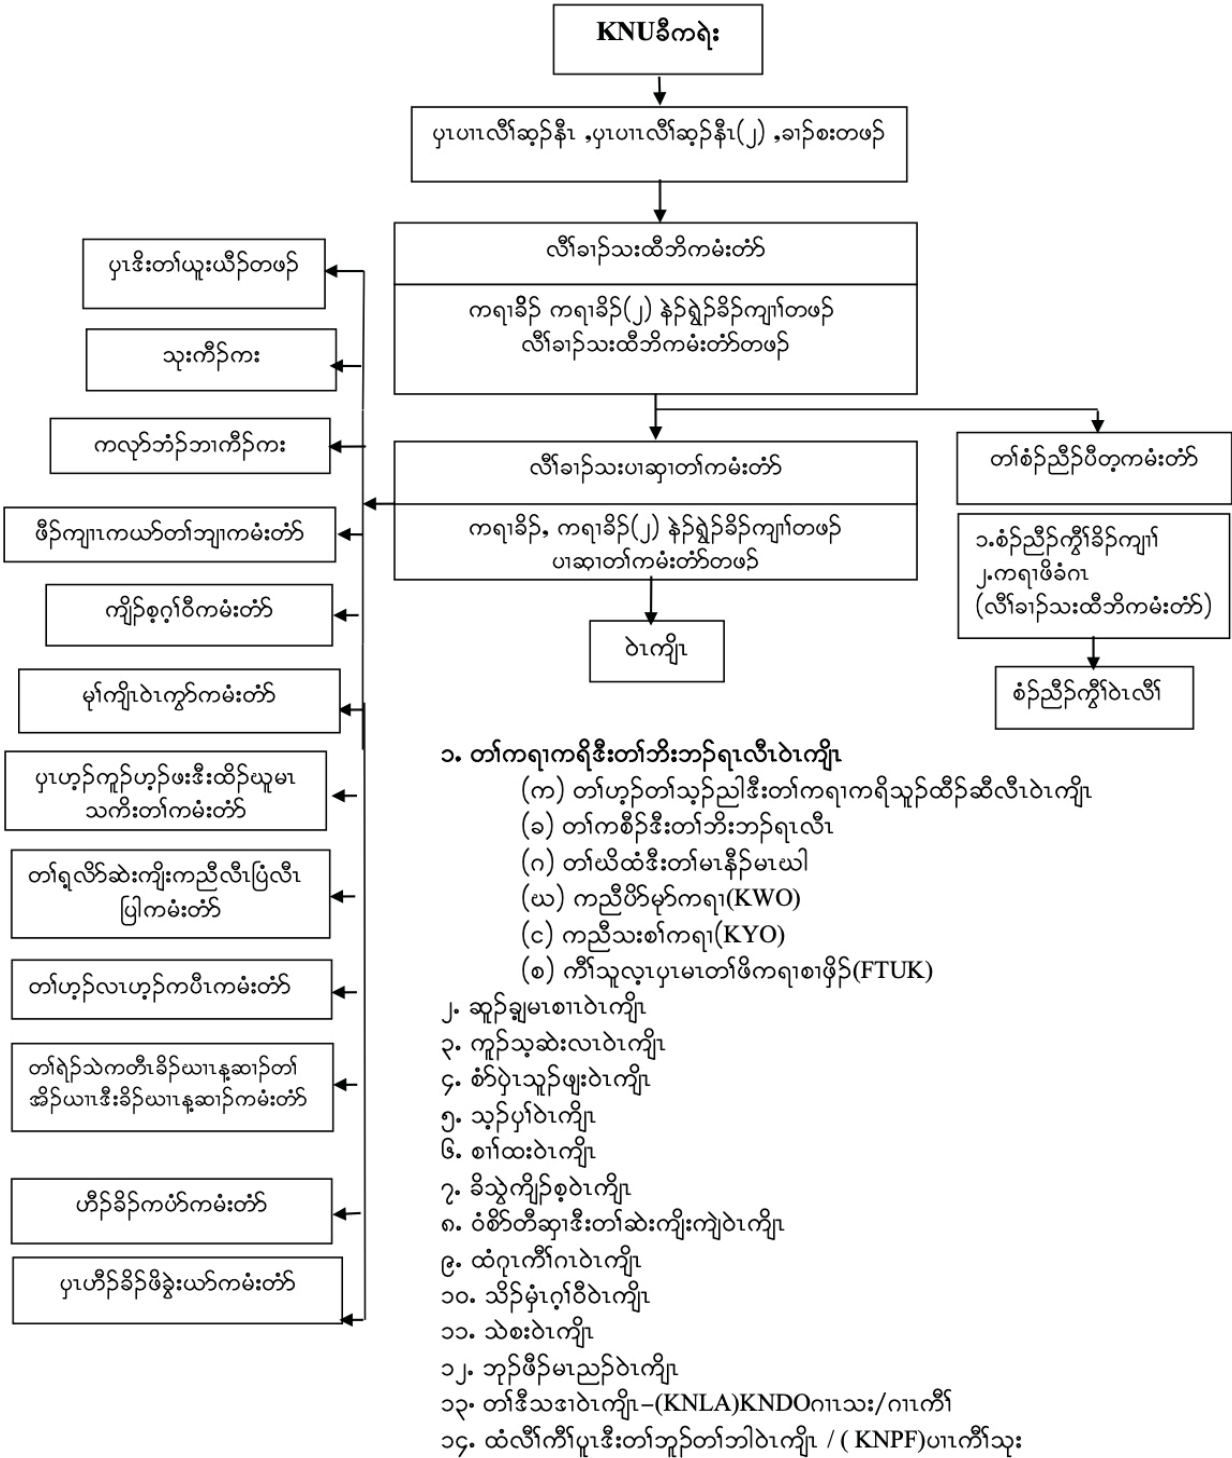 KNUခီကရဲး
ပှၤပၢၤလီၢ်ဆ့ၣ်နီၤ ,ပှၤပၢၤလီၢ်ဆ့ၣ်နီၤ(၂) ,ခၢၣ်စးတဖၣ်
လီၢ်ခၢၣ်သးထီဘိကမံးတံာ်
ကရၢခိၣ် ကရၢခိၣ်(၂) နဲၣ်ရွဲၣ်ခိၣ်ကျၢၢ်တဖၣ်
လီၢ်ခၢၣ်သးထီဘိကမံးတံာ်တဖၣ်
လီၢ်ခၢၣ်သးပၢဆှၢတၢ်ကမံးတံာ်
ကရၢခိၣ်, ကရၢခိၣ်(၂) နဲၣ်ရွဲၣ်ခိၣ်ကျၢၢ်တဖၣ်
ပၢဆှၢတၢ်ကမံးတံာ်တဖၣ်
ဝဲၤကျိၤ
တၢ်စံၣ်ညီၣ်ပီတ့ကမံးတံာ်
၁.စံၣ်ညီၣ်ကွီၢ်ခိၣ်ကျၢၢ်
၂.ကရၢဖိခံဂၤ
(လီၢ်ခၢၣ်သးထီဘိကမံးတံာ်)
စံၣ်ညီၣ်ကွီၢ်ဝဲၤလီၢ်
ပှၤဒိးတၢ်ယူးယီၣ်တဖၣ်
သုးကီၣ်ကး
ကလုာ်ဘံၣ်ဘၢကီၣ်ကး
ဖီၣ်ကျၢၤကယာ်တၢ်ဘျၢကမံးတံာ်
ကျိၣ်စ့ဂ့ၢ်ဝီကမံးတံာ်
မုၢ်ကျိၤဝဲၤကွာ်ကမံးတံာ်
ပှၤဟ့ၣ်ကူၣ်ဟ့ၣ်ဖးဒီးထိၣ်ဃူမၤ
သကိးတၢ်ကမံးတံာ်
တၢ်ရ့လိာ်ဆဲးကျိးကညီလီၤပြံလီၤ
ပြါကမံးတံာ်
တၢ်ဟ့ၣ်လၤဟ့ၣ်ကပီၤကမံးတံာ်
တၢ်ရဲၣ်သဲကတီၤခိၣ်ဃၢၤန့ဆၢၣ်တၢ်
အိၣ်ယၢၤဒီးခိၣ်ဃၢၤန့ဆၢၣ်ကမံးတံာ်
ဟီၣ်ခိၣ်ကပံာ်ကမံးတံာ်
ပှၤဟီၣ်ခိၣ်ဖိခွဲးယာ်ကမံးတံာ်
၁. တၢ်ကရၢကရိဒီးတၢ်ဘိးဘၣ်ရၤလီၤဝဲၤကျိၤ
(က) တၢ်ဟ့ၣ်တၢ်သ့ၣ်ညါဒီးတၢ်ကရၢကရိသူၣ်ထီၣ်ဆီလီၤဝဲၤကျိၤ
(ခ) တၢ်ကစီၣ်ဒီးတၢ်ဘိးဘၣ်ရၤလီၤ
(ဂ) တၢ်ဃိထံဒီးတၢ်မၤနီၣ်မၤဃါ
(ဃ) ကညီပိာ်မုာ်ကရၢ(KWO)
(င) ကညီသးစၢ်ကရၢ(KYO)
(စ) ကီၢ်သူလ့ၤပှၤမၤတၢ်ဖိကရၢစၢဖှိၣ်(FTUK)
၂. ဆူၣ်ချ့မၤစၢၤဝဲၤကျိၤ
၃. ကူၣ်သ့ဆဲးလၤဝဲၤကျိၤ
၄. စံာ်ပှဲၤသူၣ်ဖျးဝဲၤကျိၤ
၅. သ့ၣ်ပှၢ်ဝဲၤကျိၤ
၆. စၢၢ်ထးဝဲၤကျိၤ
၇. ခိသွဲကျိၣ်စ့ဝဲၤကျိၤ
၈. ဝံစိာ်တီဆှၢဒီးတၢ်ဆဲးကျိးကျဲဝဲၤကျိၤ
၉. ထံဂုၤကီၢ်ဂၤဝဲၤကျိၤ
၁၀. သိၣ်မှံၤဂ့ၢ်ဝီဝဲၤကျိၤ
၁၁. သဲစးဝဲၤကျိၤ
၁၂. ဘုၣ်ဖီၣ်မၤညၣ်ဝဲၤကျိၤ
၁၃. တၢ်ဒီသဒၢဝဲၤကျိၤ–(KNLA)KNDOဂၢၤသး/ဂၢၤကီၢ်
၁၄. ထံလီၢ်ကီၢ်ပူၤဒီးတၢ်ဘူၣ်တၢ်ဘါဝဲၤကျိၤ / ( KNPF)ပၢၤကီၢ်သုး